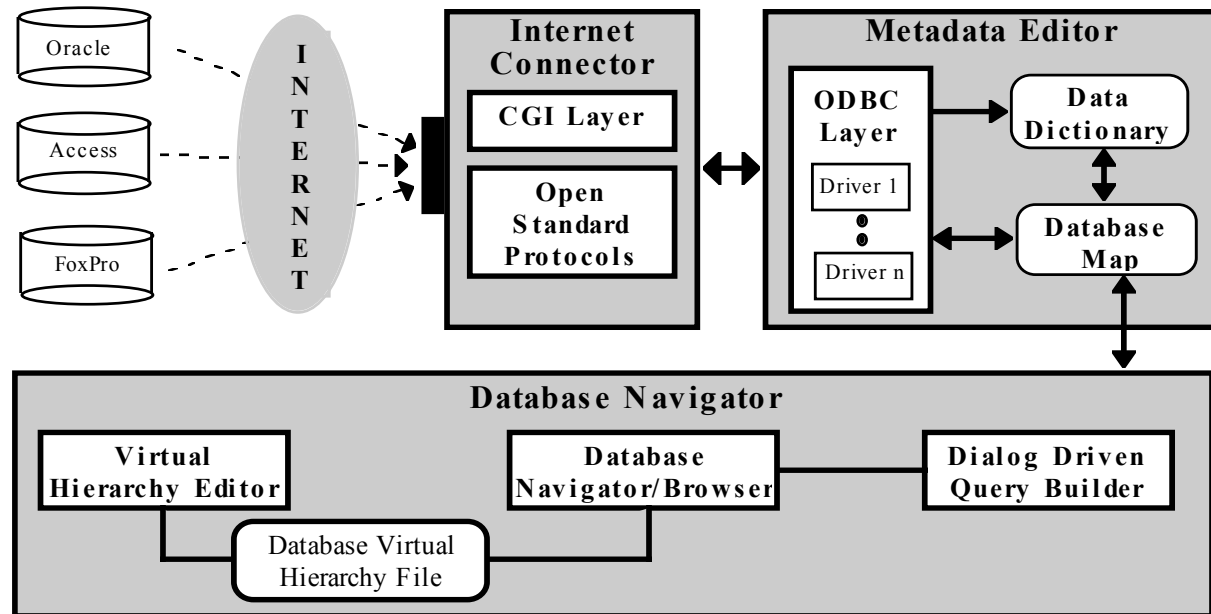 Oracle
Access
FoxPro
INTERNET
Internet
Connector
CGI Layer
Open
Standard
Protocols
Metadata Editor
ODBC
Layer
Driver 1
Driver n
Data
Dictionary
Database
Map
Database Navigator
Virtual
Hierarchy Editor
Database
Navigator/Browser
Dialog Driven
Query Builder
Database Virtual
Hierarchy File